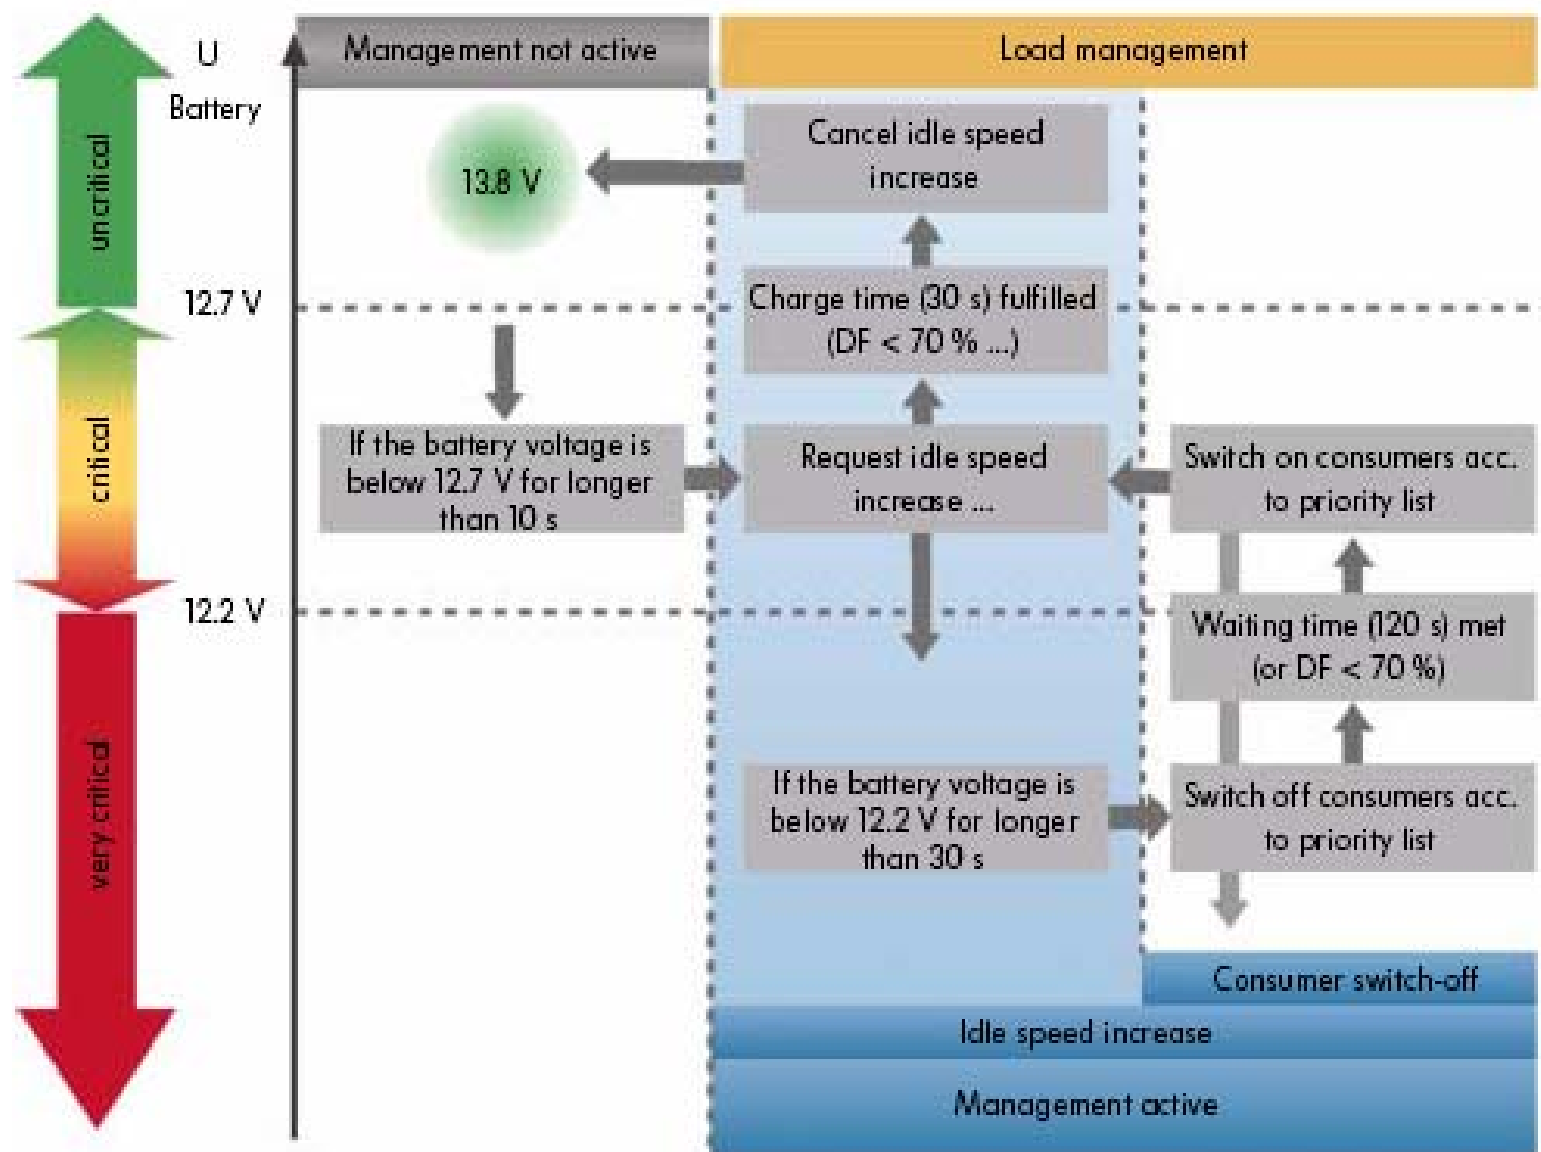 U
Battery
Management not active
Load management
uncritical
13.8 V
Cancel idle speed
increase
12.7 V
Charge time (30 s) fulfilled
(DF < 70 % ...)
critical
If the battery voltage is
below 12.7 V for longer
than 10 s
Request idle speed
increase ...
Switch on consumers acc.
to priority list
12.2 V
Waiting time (120 s) met
(or DF < 70 %)
very critical
If the battery voltage is
below 12.2 V for longer
than 30 s
Switch off consumers acc.
to priority list
Consumer switch-off
Idle speed increase
Management active